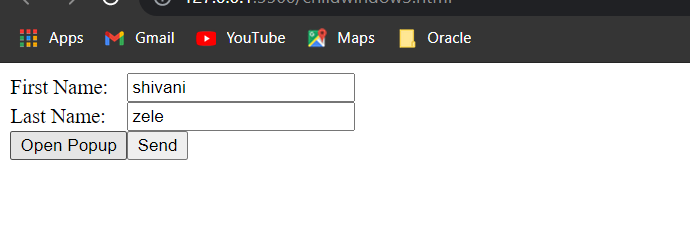 Apps Gmail YouTube Maps Oracle
First Name: shivani
Last Name: zele
Open Popup Send